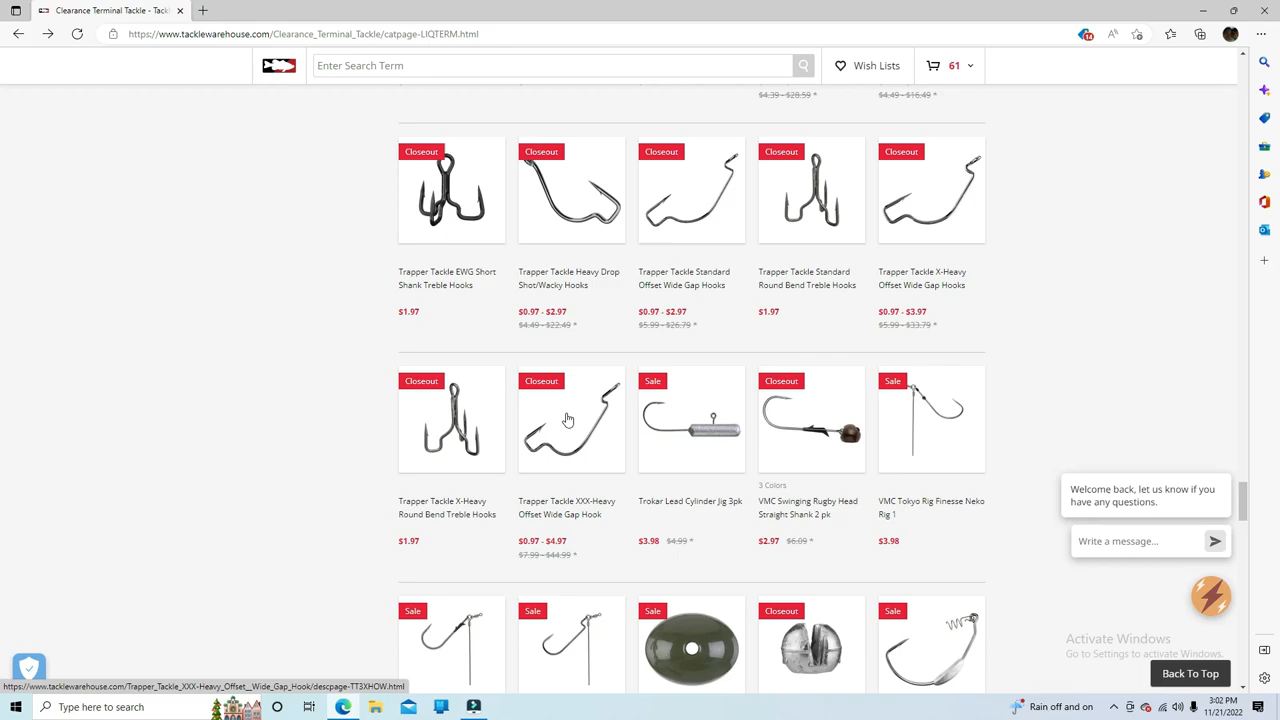 Clearance Terminal Tackle - Tackl
https://www.tacklewarehouse.com/Clearance_Terminal_Tackle/catpage-LIQTERM.html
14
Enter Search Term
Wish Lists
61
$4.39 - $28.59 *
$4.49 - $16.49 *
Closeout
Closeout
Closeout
Closeout
Closeout
Trapper Tackle EWG Short
Shank Treble Hooks
$1.97
Trapper Tackle Heavy Drop
Shot/Wacky Hooks
$0.97 - $2.97
$4.49 - $22.49 *
Trapper Tackle Standard
Offset Wide Gap Hooks
$0.97 - $2.97
$5.99 - $26.79 *
Trapper Tackle Standard
Round Bend Treble Hooks
$1.97
Trapper Tackle X-Heavy
Offset Wide Gap Hooks
$0.97 - $3.97
$5.99 - $33.79 *
Closeout
Closeout
Sale
Closeout
Sale
Trapper Tackle X-Heavy
Round Bend Treble Hooks
$1.97
Trapper Tackle XXX-Heavy
Offset Wide Gap Hook
$0.97 - $4.97
$7.99 - $44.99 *
Trokar Lead Cylinder Jig 3pk
$3.98 $4.99 *
3 Colors
VMC Swinging Rugby Head
Straight Shank 2 pk
$2.97 $6.09 *
VMC Tokyo Rig Finesse Neko
Rig 1
$3.98
Welcome back, let us know if you
have any questions.
Write a message...
Sale
Sale
Sale
Closeout
Sale
Activate Windows
Go to Settings to activate Windows.
Back To Top
https://www.tacklewarehouse.com/Trapper_Tackle_XXX-Heavy_Offset__Wide_Gap_Hook/descpage-TT3XHOW.html
Type here to search
Rain off and on
3:02 PM
11/21/2022